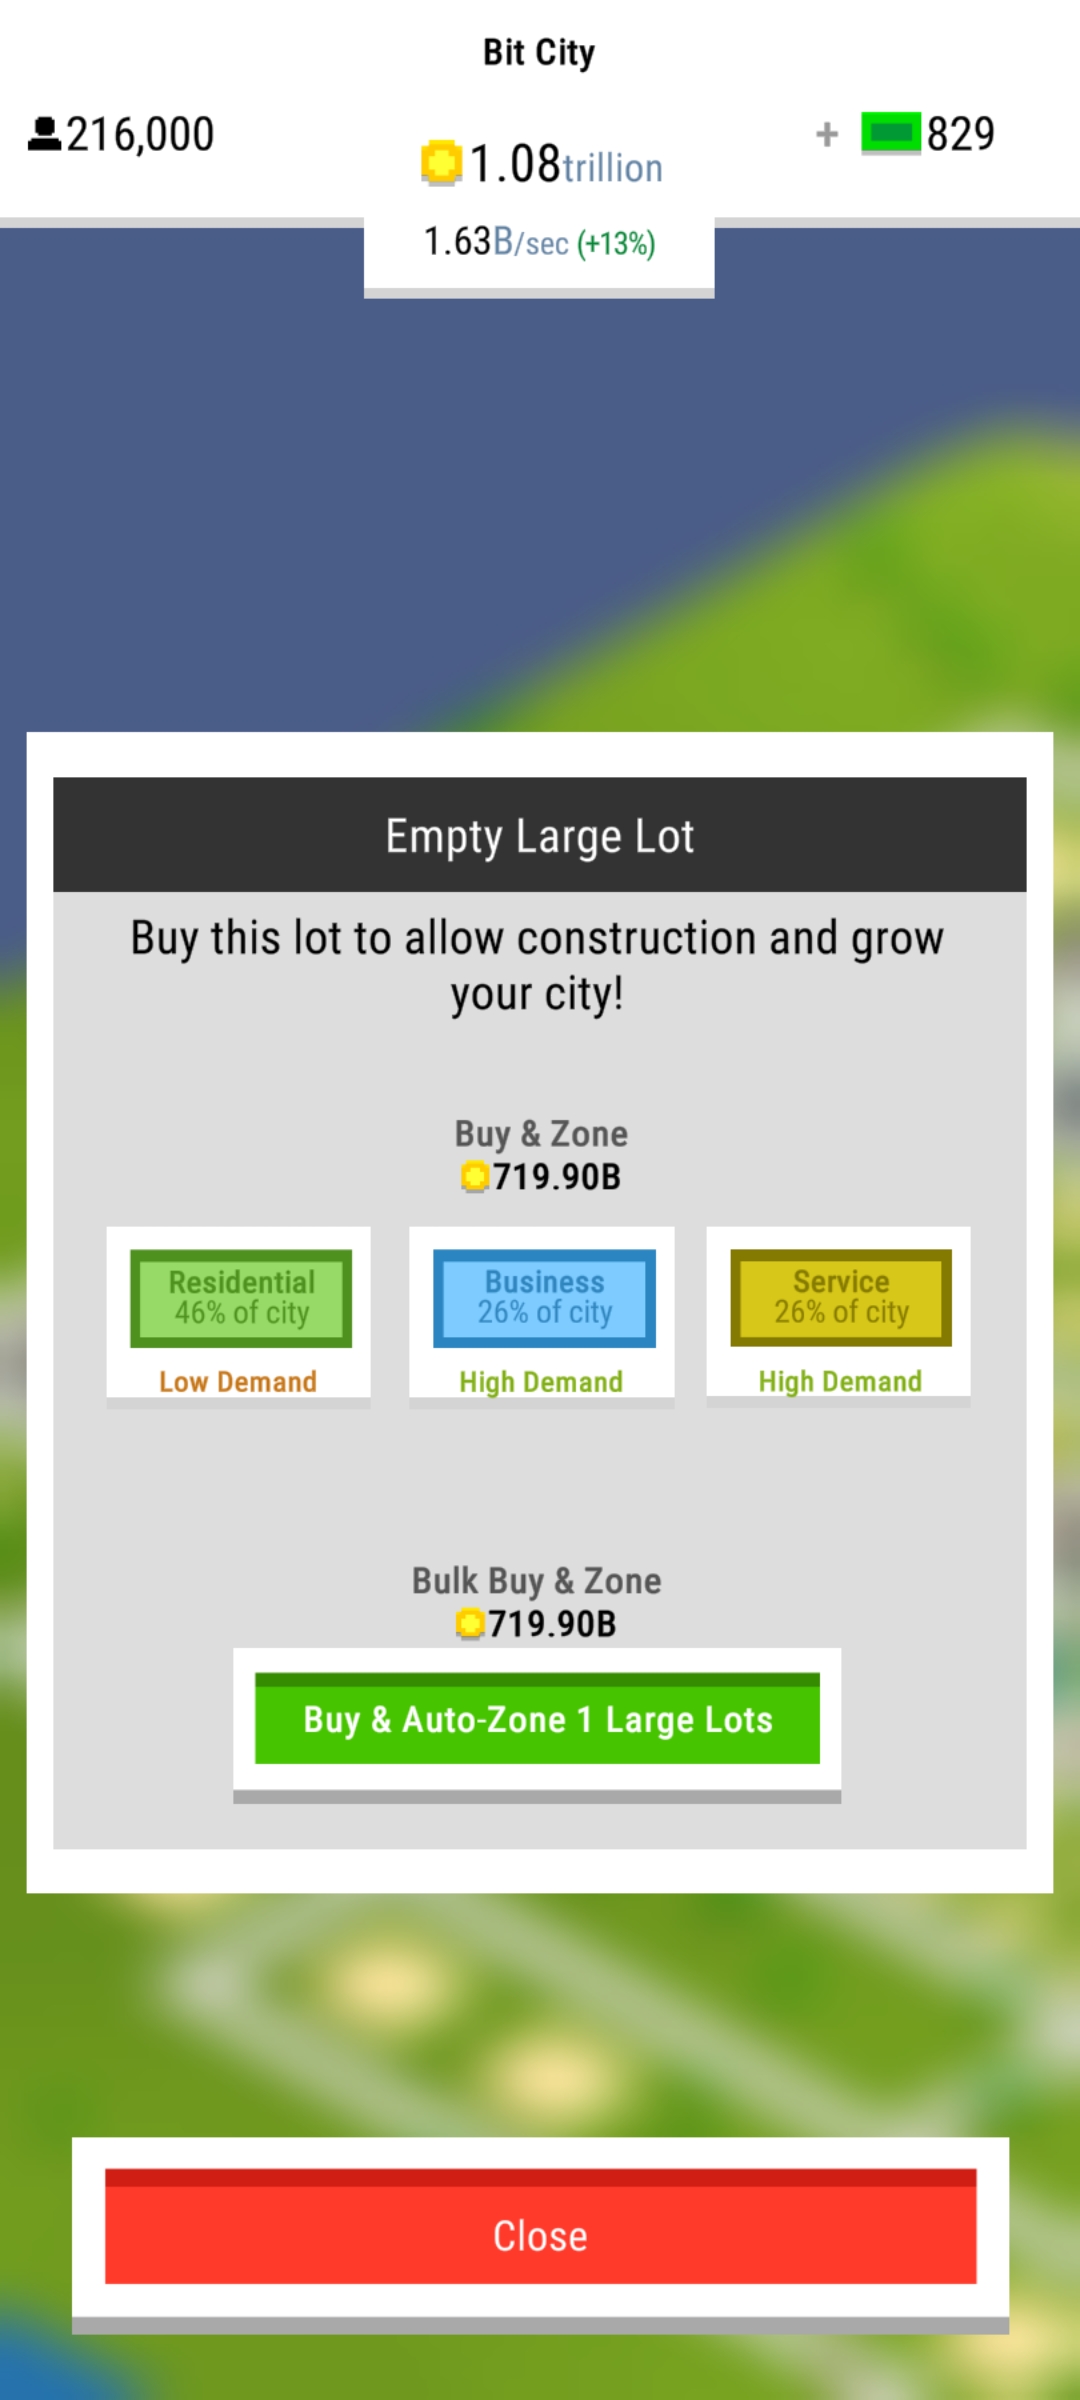 Bit City
216,000
1.08trillion
+ 829
1.63B/sec (+13%)
Empty Large Lot
Buy this lot to allow construction and grow
your city!
Buy & Zone
719.90B
Residential
46% of city
Low Demand
Business
26% of city
High Demand
Service
26% of city
High Demand
Bulk Buy & Zone
719.90B
Buy & Auto-Zone 1 Large Lots
Close